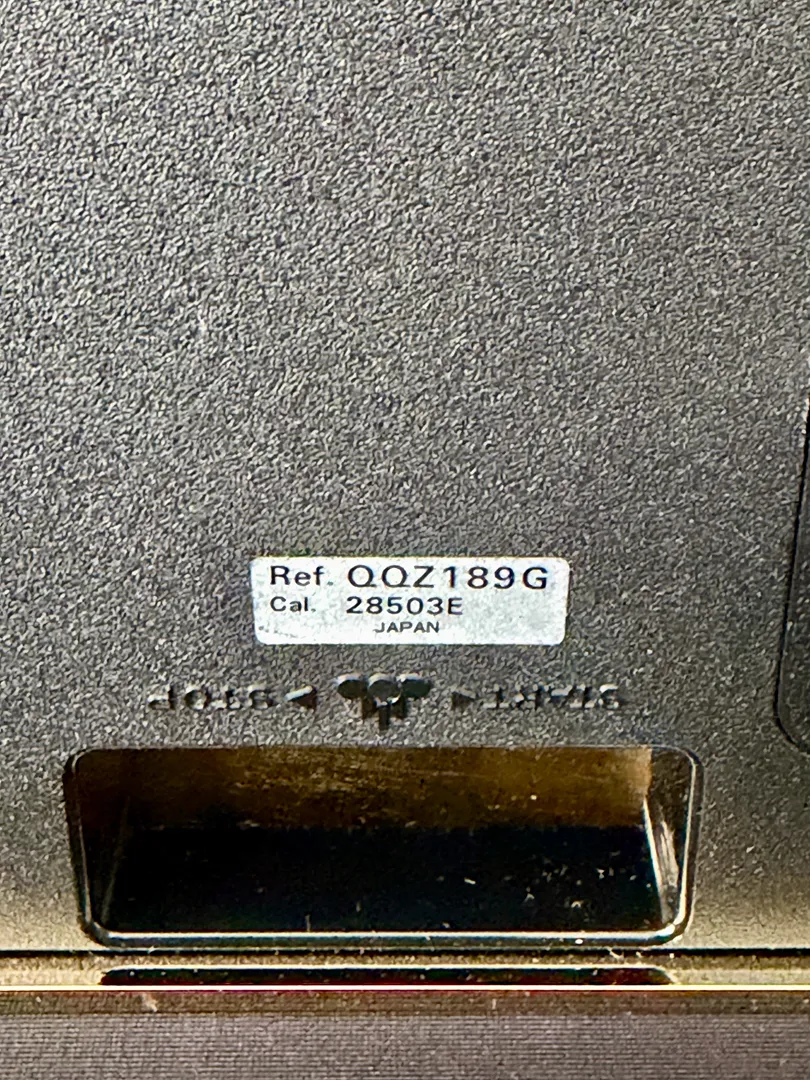 Ref. QQZ189G
Cal. 28503E
JAPAN
STOP ◀ ▶ START